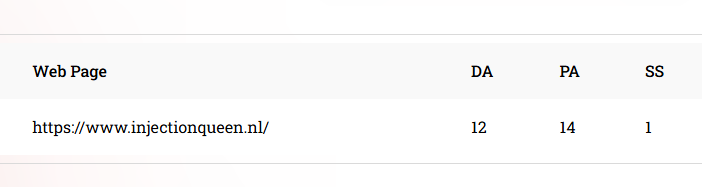 Web Page DA PA SS
https://www.injectionqueen.nl/ 12 14 1